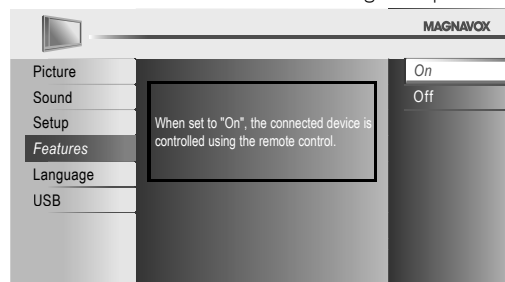 MAGNAVOX
Picture
Sound
Setup
Features
Language
USB
When set to "On", the connected device is
controlled using the remote control.
On
Off